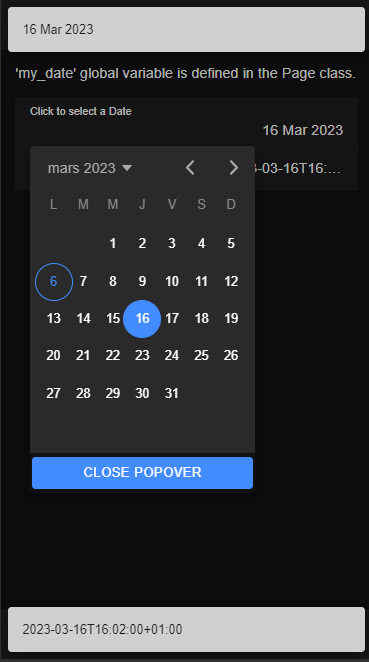 16 Mar 2023
'my_date' global variable is defined in the Page class.
Click to select a Date
16 Mar 2023
-03-16T16:…
mars 2023
L M M J V S D
1 2 3 4 5
6 7 8 9 10 11 12
13 14 15 16 17 18 19
20 21 22 23 24 25 26
27 28 29 30 31
CLOSE POPOVER
2023-03-16T16:02:00+01:00